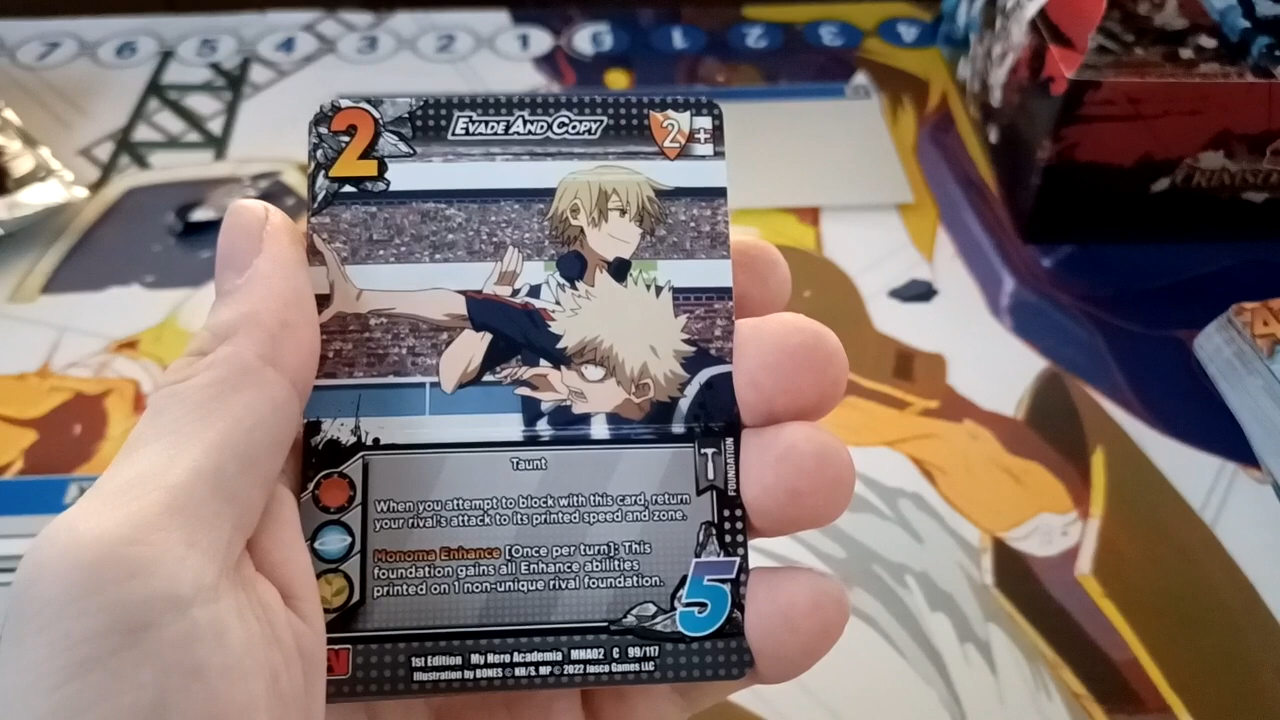 7 6 5 4 3 2 1 0 1 2 3 4
2
EVADE AND COPY
2 +
Taunt
When you attempt to block with this card, return
your rival's attack to its printed speed and zone.
Monoma Enhance [Once per turn]: This
foundation gains all Enhance abilities
printed on 1 non-unique rival foundation.
FOUNDATION
5
1st Edition My Hero Academia MHA02 C 99/117
Illustration by BONES © KH/S. MP © 2022 Jasco Games LLC